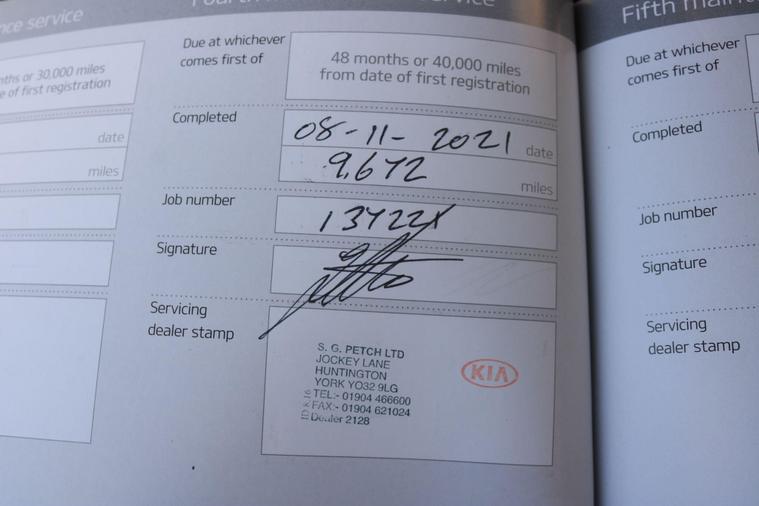 nce service
nths or 30,000 miles
e of first registration
date
miles
Due at whichever
comes first of
48 months or 40,000 miles
from date of first registration
Completed
08-11-2021 date
9,672 miles
Job number
Signature
Servicing
dealer stamp
S. G. PETCH LTD
JOCKEY LANE
HUNTINGTON
YORK YO32 9LG
TEL:- 01904 466600
FAX:- 01904 621024
Dealer 2128
KIA
Fifth
Due at whichever
comes first of
Completed
Job number
Signature
Servicing
dealer stamp